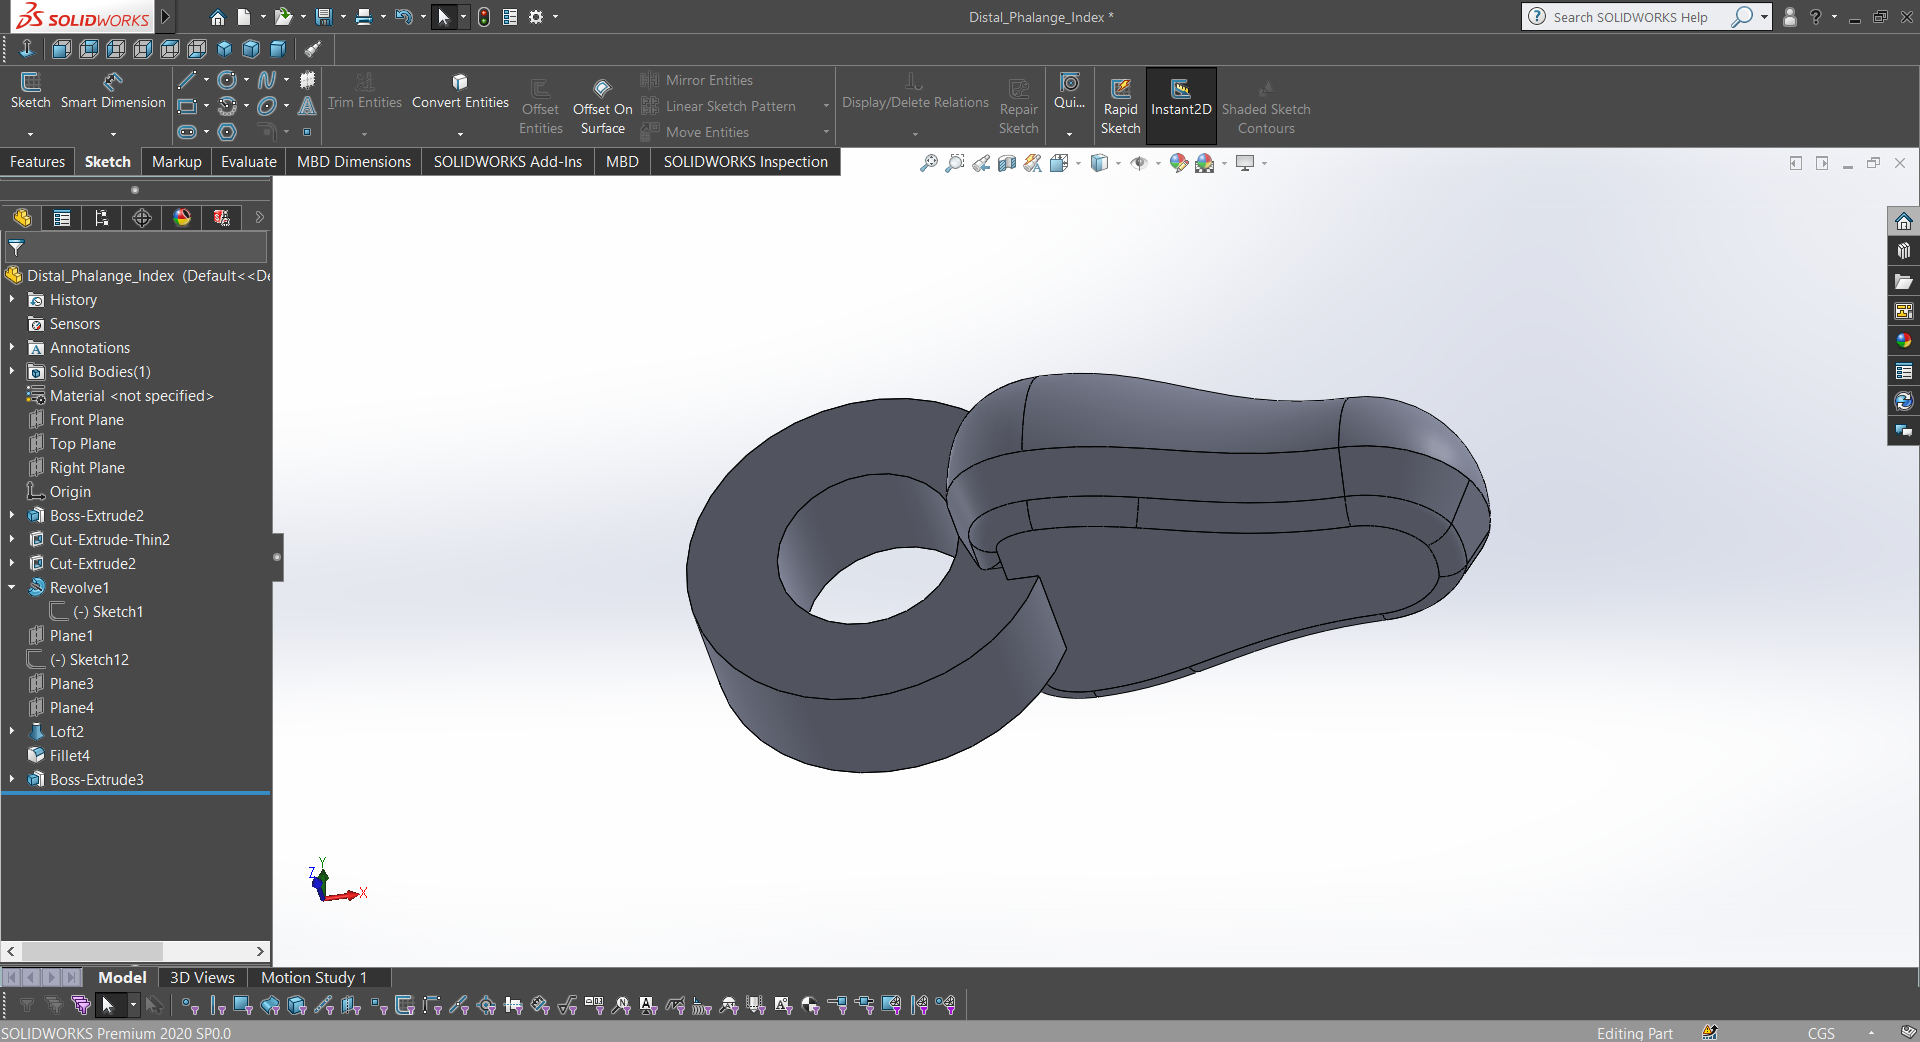 SOLIDWORKS
Distal_Phalange_Index *
Search SOLIDWORKS Help
Sketch
Smart Dimension
Trim Entities
Convert Entities
Offset Entities
Offset On Surface
Mirror Entities
Linear Sketch Pattern
Move Entities
Display/Delete Relations
Repair Sketch
Qui...
Rapid Sketch
Instant2D
Shaded Sketch Contours
Features
Sketch
Markup
Evaluate
MBD Dimensions
SOLIDWORKS Add-Ins
MBD
SOLIDWORKS Inspection
Distal_Phalange_Index (Default<<De
History
Sensors
Annotations
Solid Bodies(1)
Material <not specified>
Front Plane
Top Plane
Right Plane
Origin
Boss-Extrude2
Cut-Extrude-Thin2
Cut-Extrude2
Revolve1
(-) Sketch1
Plane1
(-) Sketch12
Plane3
Plane4
Loft2
Fillet4
Boss-Extrude3
Y
Z
X
Model
3D Views
Motion Study 1
SOLIDWORKS Premium 2020 SP0.0
Editing Part
CGS